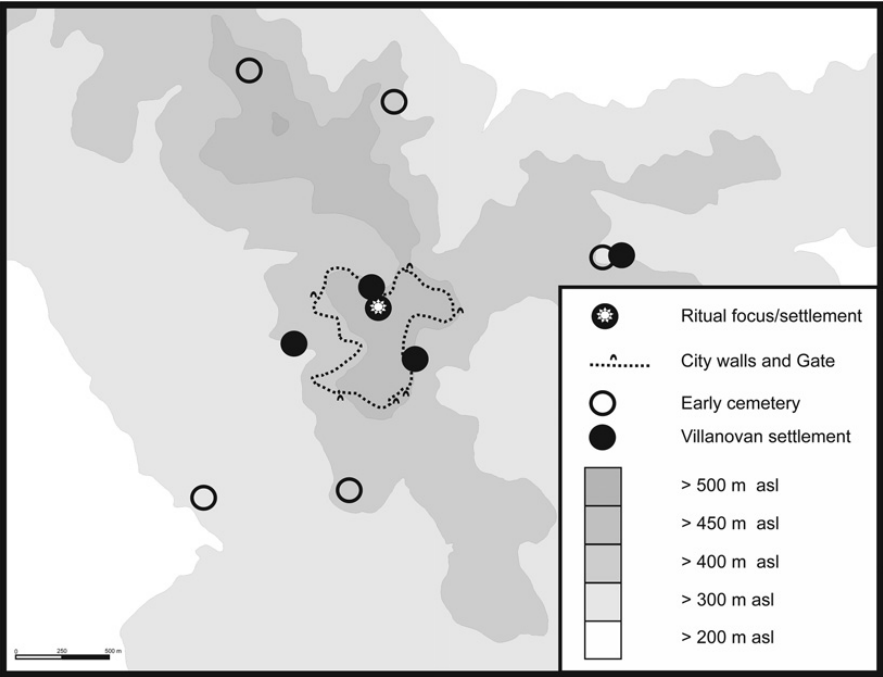 Ritual focus/settlement
City walls and Gate
Early cemetery
Villanovan settlement
> 500 m asl
> 450 m asl
> 400 m asl
> 300 m asl
> 200 m asl
0 250 500 m